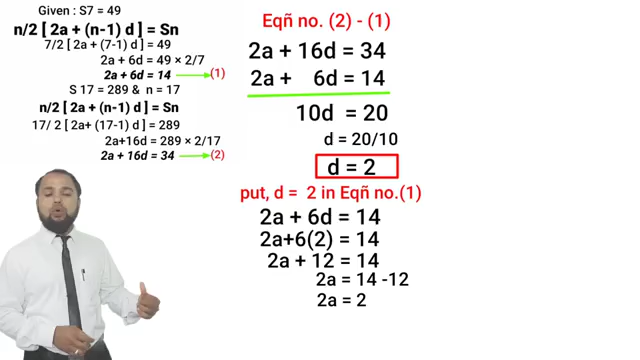 Given : S7 = 49
n/2 [ 2a + (n-1) d ] = Sn
7/2 [ 2a + (7-1) d ] = 49
2a + 6d = 49 × 2/7
2a + 6d = 14 (1)
S 17 = 289 & n = 17
n/2 [ 2a + (n-1) d ] = Sn
17/ 2 [ 2a+ (17-1) d ] = 289
2a+16d = 289 × 2/17
2a + 16d = 34 (2)
Eqñ no. (2) - (1)
2a + 16d = 34
2a + 6d = 14
10d = 20
d = 20/10
d = 2
put, d = 2 in Eqñ no.(1)
2a + 6d = 14
2a+6(2) = 14
2a + 12 = 14
2a = 14 -12
2a = 2